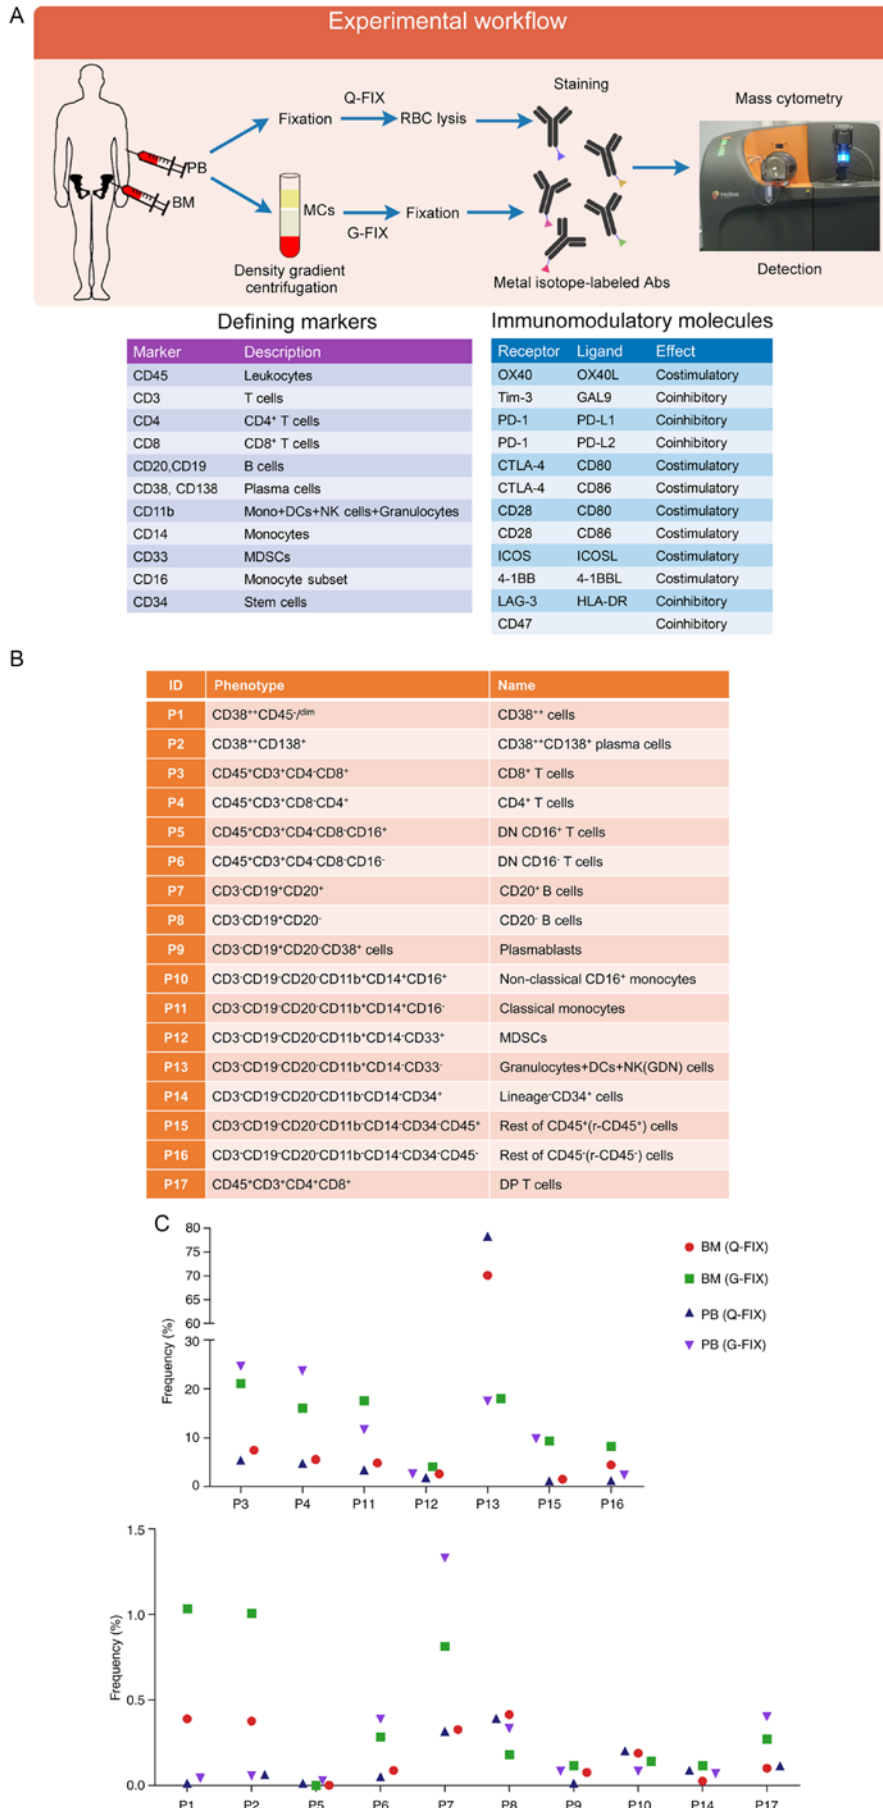 A
Experimental workflow
Q-FIX
Fixation
RBC lysis
Staining
Mass cytometry
PB
BM
MCs
G-FIX
Fixation
Density gradient
centrifugation
Metal isotope-labeled Abs
Helios
Detection
Defining markers
Marker Description
CD45 Leukocytes
CD3 T cells
CD4 CD4⁺ T cells
CD8 CD8⁺ T cells
CD20,CD19 B cells
CD38, CD138 Plasma cells
CD11b Mono+DCs+NK cells+Granulocytes
CD14 Monocytes
CD33 MDSCs
CD16 Monocyte subset
CD34 Stem cells
Immunomodulatory molecules
Receptor Ligand Effect
OX40 OX40L Costimulatory
Tim-3 GAL9 Coinhibitory
PD-1 PD-L1 Coinhibitory
PD-1 PD-L2 Coinhibitory
CTLA-4 CD80 Costimulatory
CTLA-4 CD86 Costimulatory
CD28 CD80 Costimulatory
CD28 CD86 Costimulatory
ICOS ICOSL Costimulatory
4-1BB 4-1BBL Costimulatory
LAG-3 HLA-DR Coinhibitory
CD47 Coinhibitory
B
ID Phenotype Name
P1 CD38⁺⁺CD45⁻/ᵈⁱᵐ CD38⁺⁺ cells
P2 CD38⁺⁺CD138⁺ CD38⁺⁺CD138⁺ plasma cells
P3 CD45⁺CD3⁺CD4⁻CD8⁺ CD8⁺ T cells
P4 CD45⁺CD3⁺CD8⁻CD4⁺ CD4⁺ T cells
P5 CD45⁺CD3⁺CD4⁻CD8⁻CD16⁺ DN CD16⁺ T cells
P6 CD45⁺CD3⁺CD4⁻CD8⁻CD16⁻ DN CD16⁻ T cells
P7 CD3⁻CD19⁺CD20⁺ CD20⁺ B cells
P8 CD3⁻CD19⁺CD20⁻ CD20⁻ B cells
P9 CD3⁻CD19⁺CD20⁻CD38⁺ cells Plasmablasts
P10 CD3⁻CD19⁻CD20⁻CD11b⁺CD14⁺CD16⁺ Non-classical CD16⁺ monocytes
P11 CD3⁻CD19⁻CD20⁻CD11b⁺CD14⁺CD16⁻ Classical monocytes
P12 CD3⁻CD19⁻CD20⁻CD11b⁺CD14⁻CD33⁺ MDSCs
P13 CD3⁻CD19⁻CD20⁻CD11b⁺CD14⁻CD33⁻ Granulocytes+DCs+NK(GDN) cells
P14 CD3⁻CD19⁻CD20⁻CD11b⁻CD14⁻CD34⁺ Lineage⁻CD34⁺ cells
P15 CD3⁻CD19⁻CD20⁻CD11b⁻CD14⁻CD34⁻CD45⁺ Rest of CD45⁺(r-CD45⁺) cells
P16 CD3⁻CD19⁻CD20⁻CD11b⁻CD14⁻CD34⁻CD45⁻ Rest of CD45⁻(r-CD45⁻) cells
P17 CD45⁺CD3⁺CD4⁺CD8⁺ DP T cells
C
Frequency (%)
80
75
70
65
60
30
20
10
0
P3 P4 P11 P12 P13 P15 P16
BM (Q-FIX)
BM (G-FIX)
PB (Q-FIX)
PB (G-FIX)
Frequency (%)
1.5
1.0
0.5
0.0
P1 P2 P5 P6 P7 P8 P9 P10 P14 P17